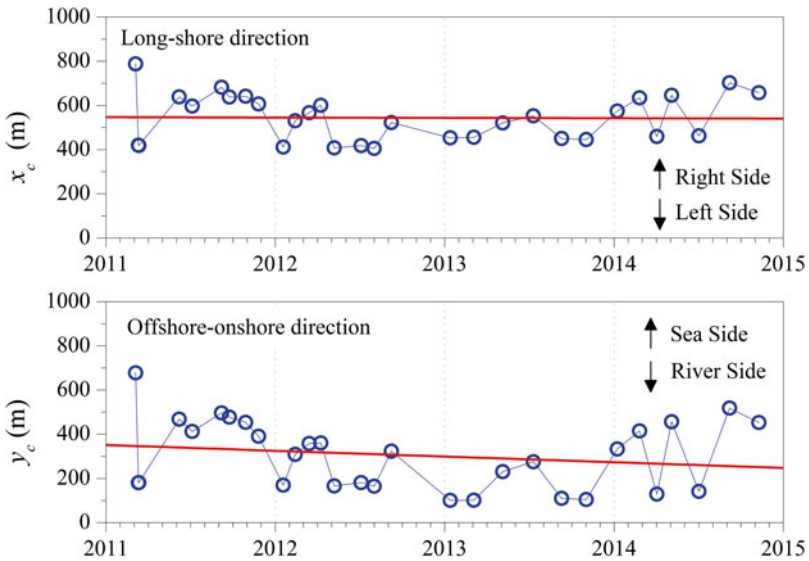 1000
Long-shore direction
800
600
x_c (m)
400
Right Side
200
Left Side
0
2011 2012 2013 2014 2015
1000
Offshore-onshore direction
Sea Side
800
River Side
600
y_c (m)
400
200
0
2011 2012 2013 2014 2015